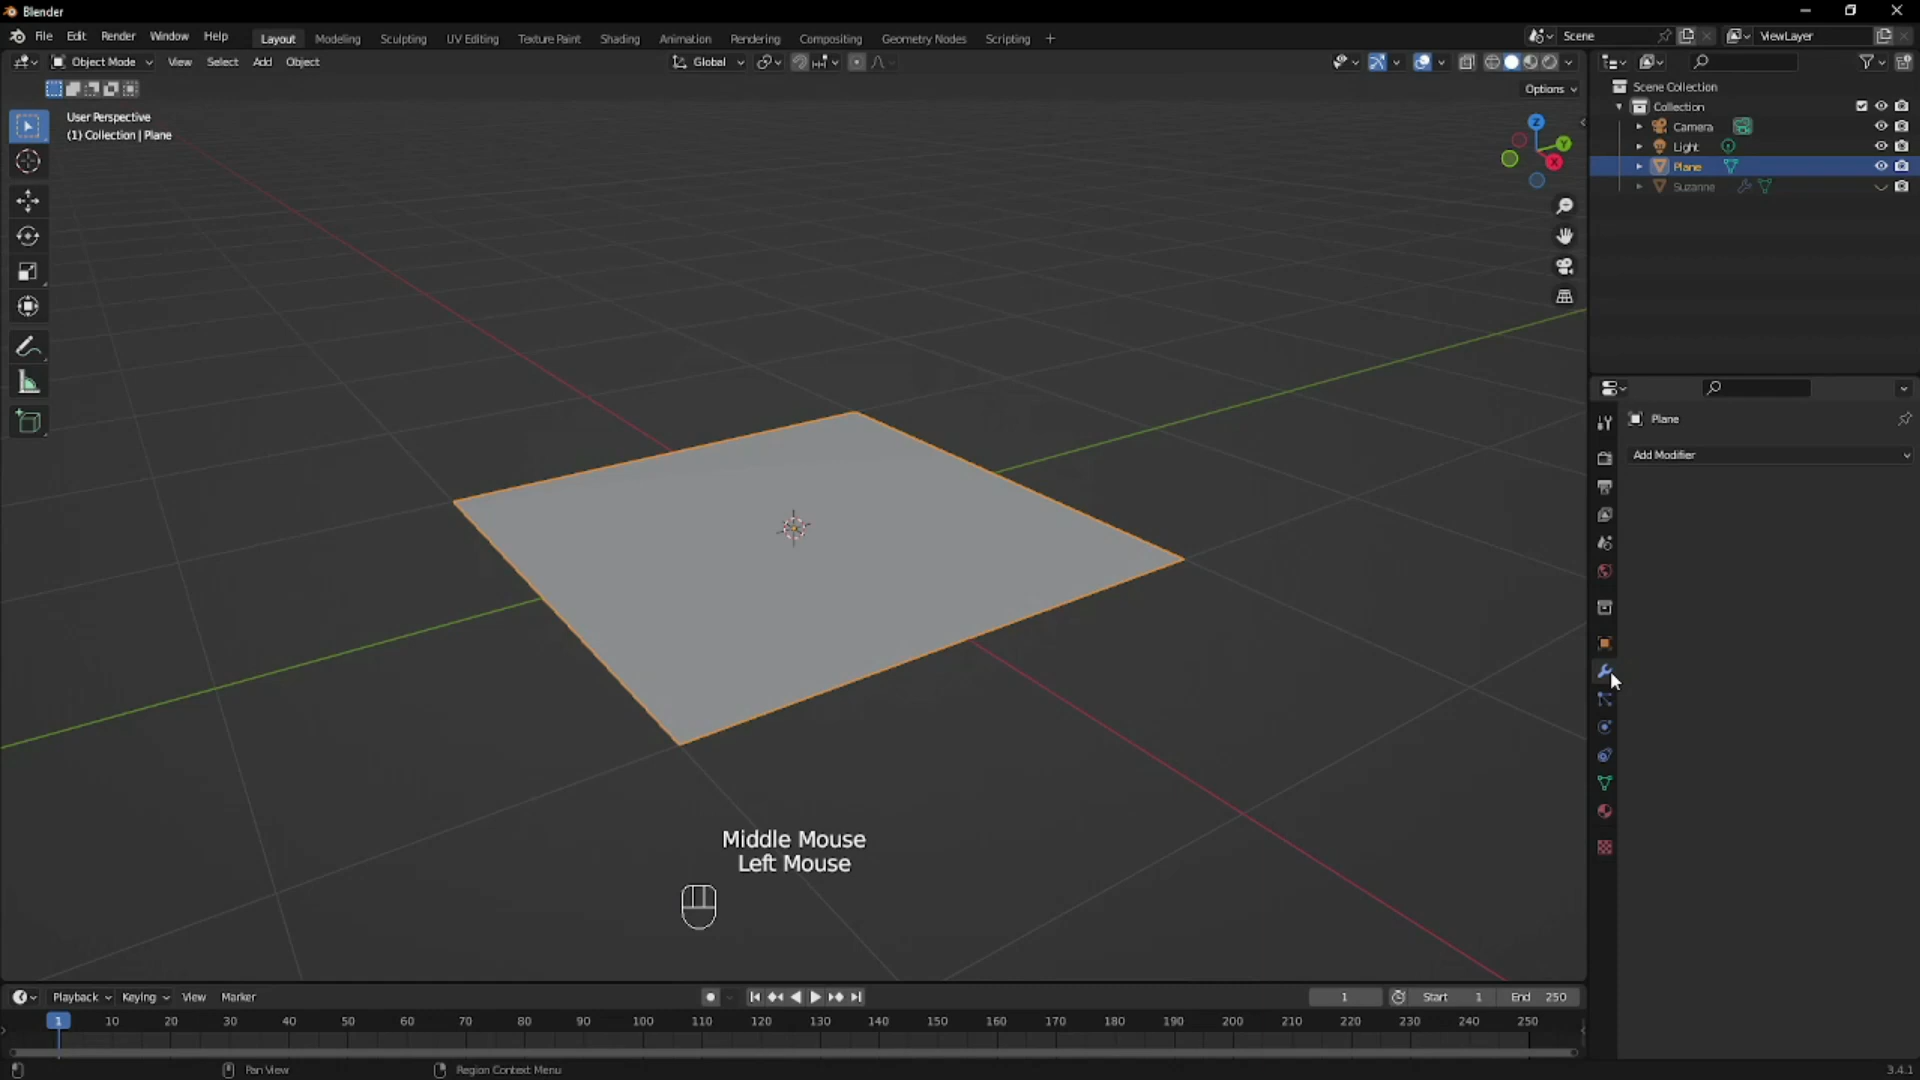 Blender
File Edit Render Window Help Layout Modeling Sculpting UV Editing Texture Paint Shading Animation Rendering Compositing Geometry Nodes Scripting + Scene ViewLayer
Object Mode View Select Add Object Global
Options
User Perspective
(1) Collection | Plane
Z
Y
X
Scene Collection
Collection
Camera
Light
Plane
Suzanne
Plane
Add Modifier
Middle Mouse
Left Mouse
Playback Keying View Marker 1 Start 1 End 250
1 10 20 30 40 50 60 70 80 90 100 110 120 130 140 150 160 170 180 190 200 210 220 230 240 250
Pan View Region Context Menu 3.4.1